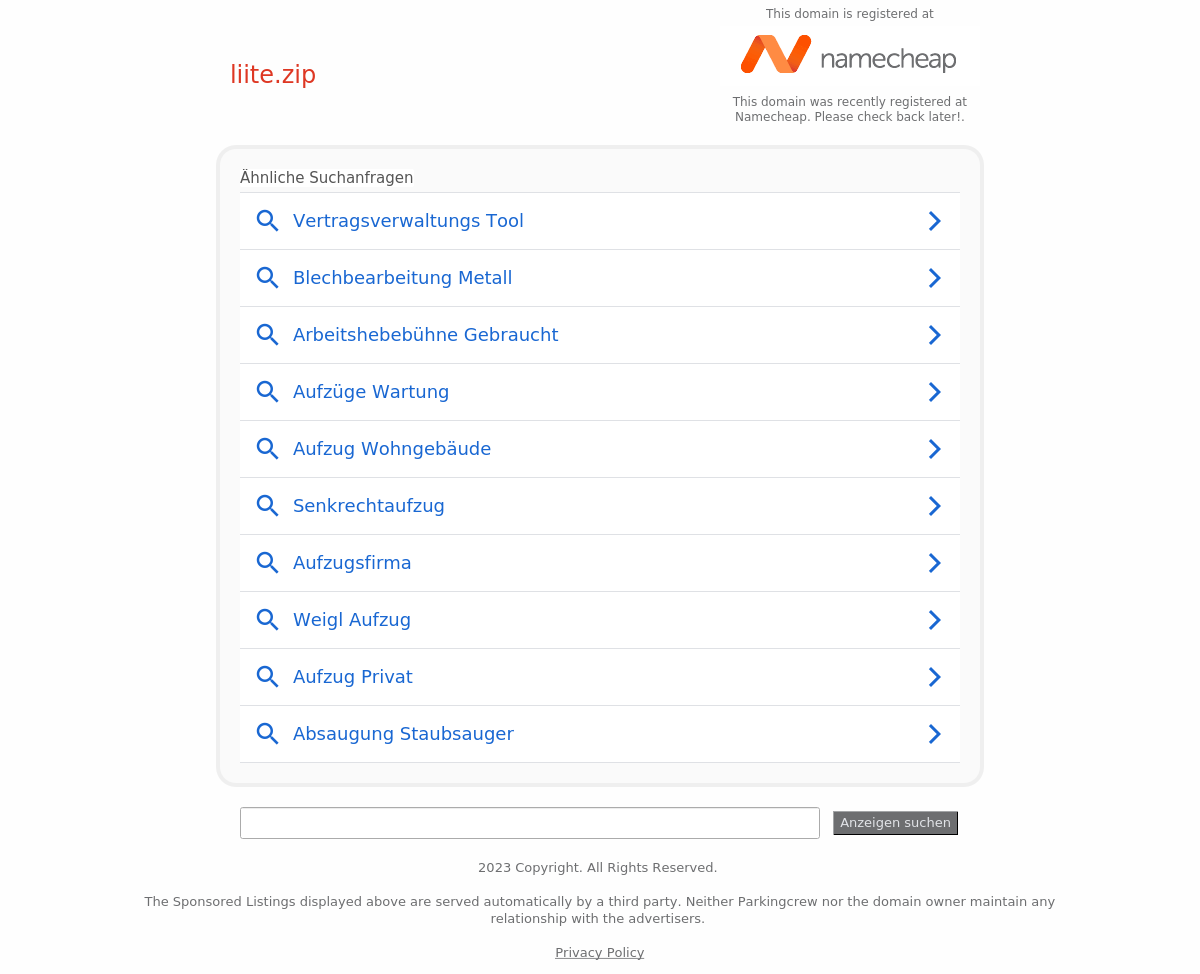 This domain is registered at
namecheap
liite.zip
This domain was recently registered at
Namecheap. Please check back later!.
Ähnliche Suchanfragen
Vertragsverwaltungs Tool
Blechbearbeitung Metall
Arbeitshebebühne Gebraucht
Aufzüge Wartung
Aufzug Wohngebäude
Senkrechtaufzug
Aufzugsfirma
Weigl Aufzug
Aufzug Privat
Absaugung Staubsauger
Anzeigen suchen
2023 Copyright. All Rights Reserved.
The Sponsored Listings displayed above are served automatically by a third party. Neither Parkingcrew nor the domain owner maintain any
relationship with the advertisers.
Privacy Policy